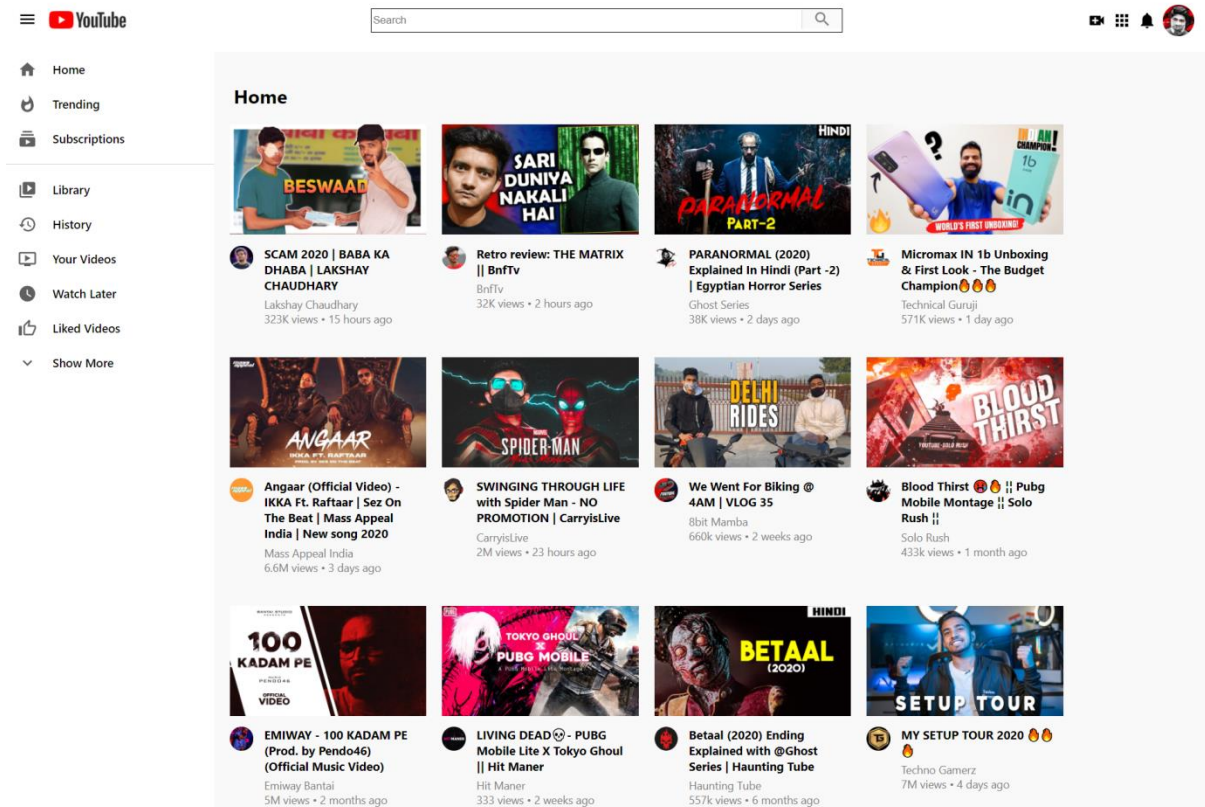 YouTube
Search
Home
Trending
Subscriptions
Library
History
Your Videos
Watch Later
Liked Videos
Show More
Home
BESWAAD
SCAM 2020 | BABA KA
DHABA | LAKSHAY
CHAUDHARY
Lakshay Chaudhary
323K views • 15 hours ago
SARI
DUNIYA
NAKALI
HAI
Retro review: THE MATRIX
|| BnfTv
BnfTv
32K views • 2 hours ago
HINDI
PARANORMAL
PART-2
PARANORMAL (2020)
Explained In Hindi (Part -2)
| Egyptian Horror Series
Ghost Series
38K views • 2 days ago
CHAMPION!
?
1b
in
WORLD'S FIRST UNBOXING!
Micromax IN 1b Unboxing
& First Look - The Budget
Champion🔥🔥🔥
Technical Guruji
571K views • 1 day ago
ANGAAR
IKKA FT. RAFTAAR
Angaar (Official Video) -
IKKA Ft. Raftaar | Sez On
The Beat | Mass Appeal
India | New song 2020
Mass Appeal India
6.6M views • 3 days ago
SPIDER-MAN
SWINGING THROUGH LIFE
with Spider Man - NO
PROMOTION | CarryisLive
CarryisLive
2M views • 23 hours ago
DELHI
RIDES
We Went For Biking @
4AM | VLOG 35
8bit Mamba
660k views • 2 weeks ago
BLOOD
THIRST
YOUTUBE-SOLO RUSH
Blood Thirst 🥵🔥 ¦¦ Pubg
Mobile Montage ¦¦ Solo
Rush ¦¦
Solo Rush
433k views • 1 month ago
100
KADAM PE
PENDO46
OFFICIAL
VIDEO
EMIWAY - 100 KADAM PE
(Prod. by Pendo46)
(Official Music Video)
Emiway Bantai
5M views • 2 months ago
TOKYO GHOUL
X
PUBG MOBILE
LIVING DEAD💀 - PUBG
Mobile Lite X Tokyo Ghoul
|| Hit Maner
Hit Maner
333 views • 2 weeks ago
HINDI
BETAAL
(2020)
Betaal (2020) Ending
Explained with @Ghost
Series | Haunting Tube
Haunting Tube
557k views • 6 months ago
SETUP TOUR
MY SETUP TOUR 2020 🔥🔥
🔥
Techno Gamerz
7M views • 4 days ago